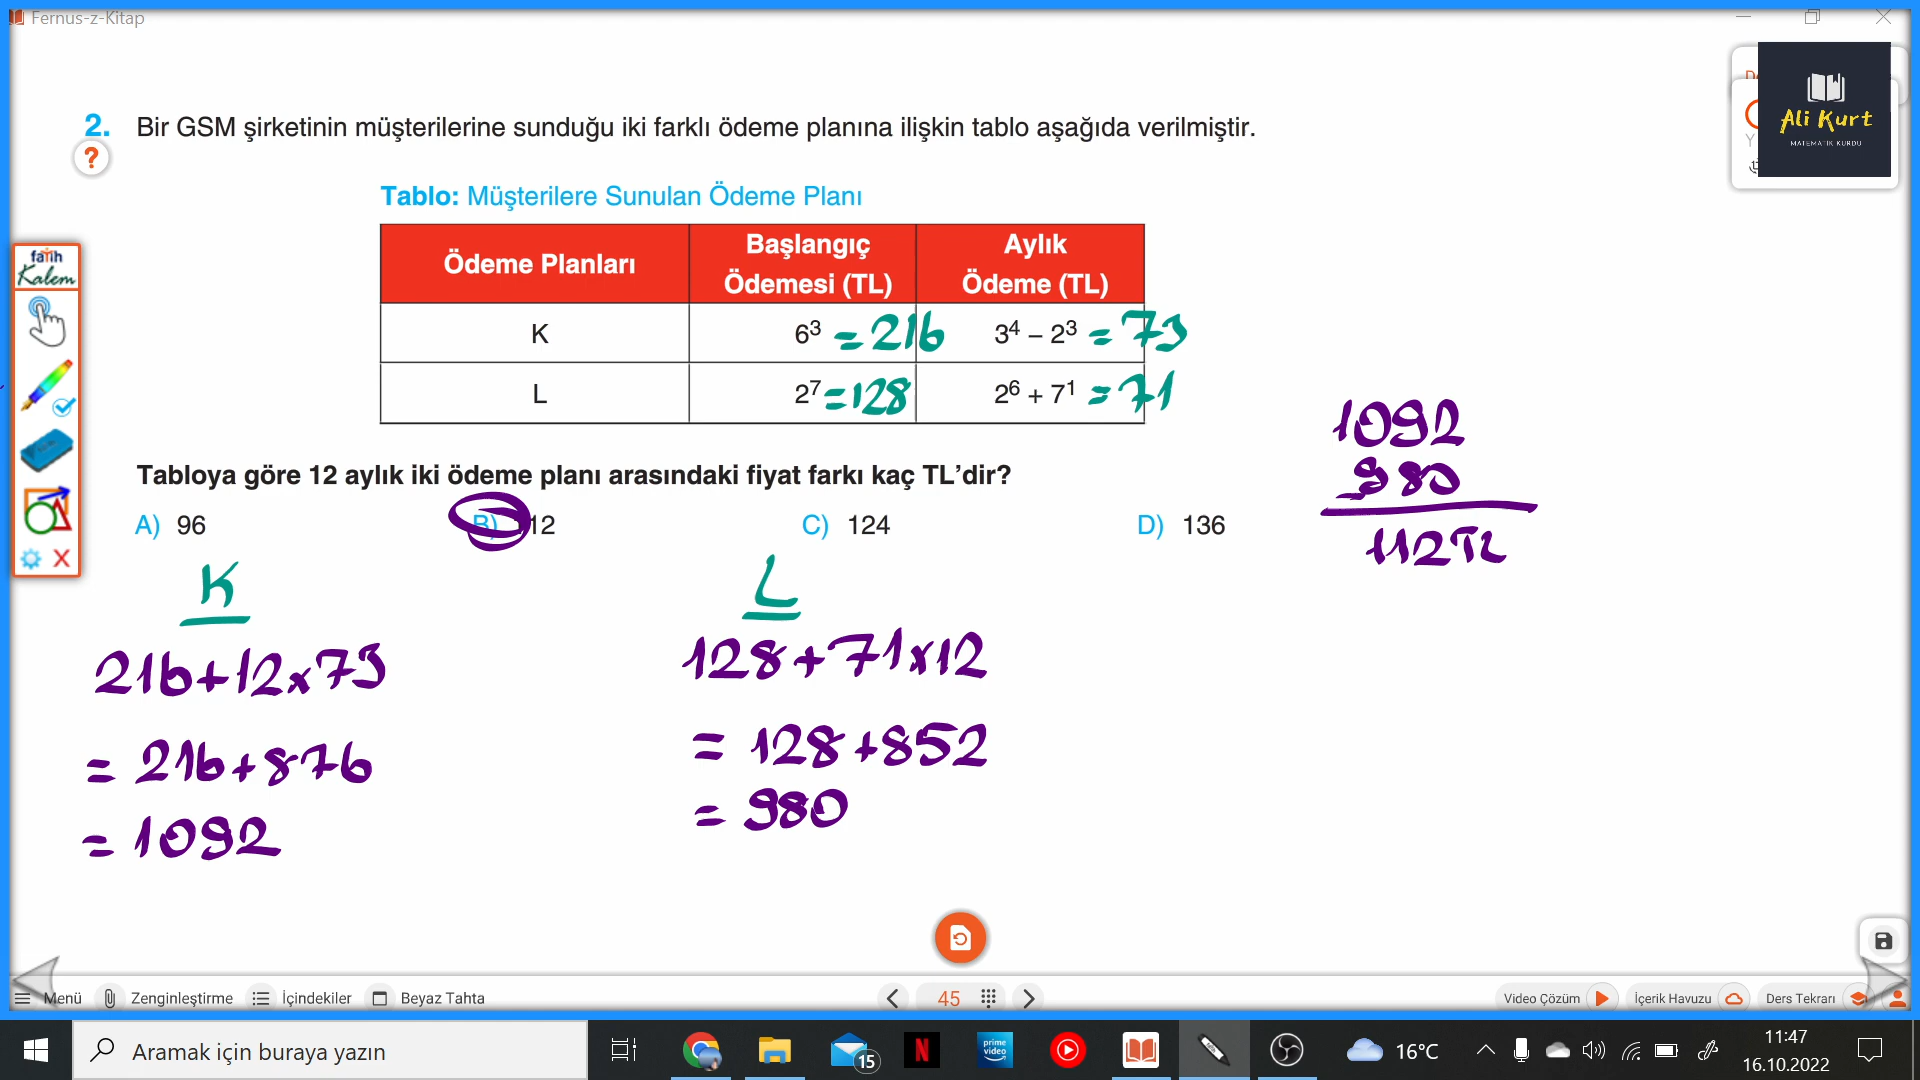 Fernus-z-Kitap
Ali Kurt
MATEMATİK KURDU
2. Bir GSM şirketinin müşterilerine sunduğu iki farklı ödeme planına ilişkin tablo aşağıda verilmiştir.
?
Tablo: Müşterilere Sunulan Ödeme Planı
Ödeme Planları Başlangıç Ödemesi (TL) Aylık Ödeme (TL)
K 6³ = 216 3⁴ – 2³ = 73
L 2⁷ = 128 2⁶ + 7¹ = 71
fatih
Kalem
Tabloya göre 12 aylık iki ödeme planı arasındaki fiyat farkı kaç TL'dir?
A) 96 B) 112 C) 124 D) 136
1092
980
112 TL
K
216+12x73
= 216+876
= 1092
L
128+71x12
= 128+852
= 980
Menü Zenginleştirme İçindekiler Beyaz Tahta 45 Video Çözüm İçerik Havuzu Ders Tekrarı
Aramak için buraya yazın
15
N
prime video
16°C
11:47
16.10.2022